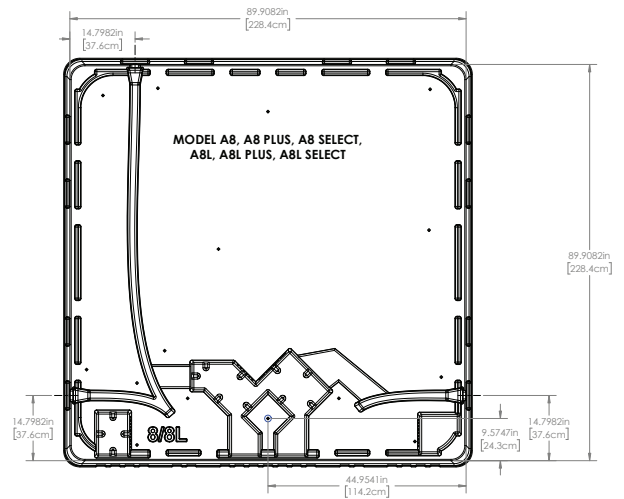 89.9082in
[228.4cm]
14.7982in
[37.6cm]
MODEL A8, A8 PLUS, A8 SELECT,
A8L, A8L PLUS, A8L SELECT
89.9082in
[228.4cm]
14.7982in
[37.6cm]
8/8L
9.5747in
[24.3cm]
14.7982in
[37.6cm]
44.9541in
[114.2cm]